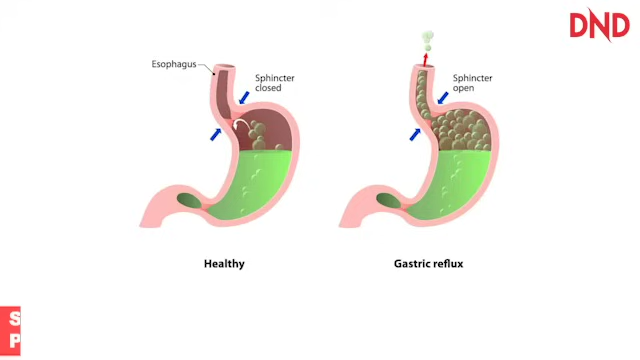 DND
Esophagus
Sphincter
closed
Sphincter
open
Healthy
Gastric reflux
S
P